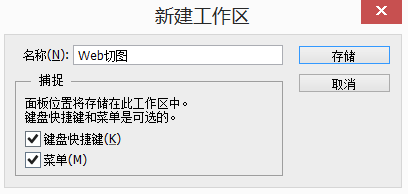 新建工作区
名称(N): Web切图
存储
取消
捕捉
面板位置将存储在此工作区中。
键盘快捷键和菜单是可选的。
键盘快捷键(K)
菜单(M)